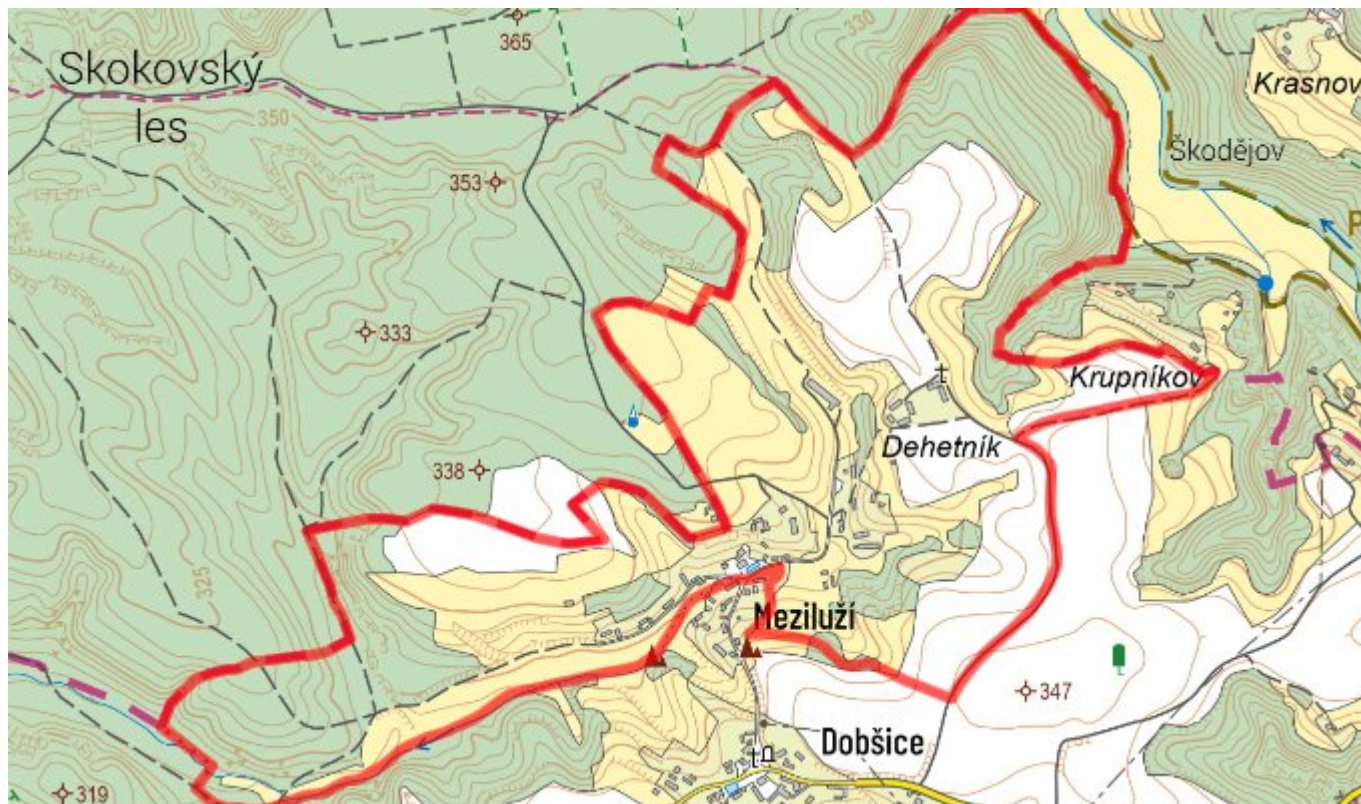 365
330
Skokovský
les
Krasnov
350
Škodějov
353
P
333
Krupníkov
Dehetník
338
325
Meziluží
347
Dobšice
319